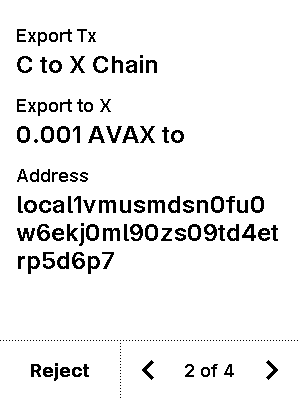 Export Tx
C to X Chain
Export to X
0.001 AVAX to
Address
local1vmusmdsn0fu0
w6ekj0ml90zs09td4et
rp5d6p7
Reject
2 of 4